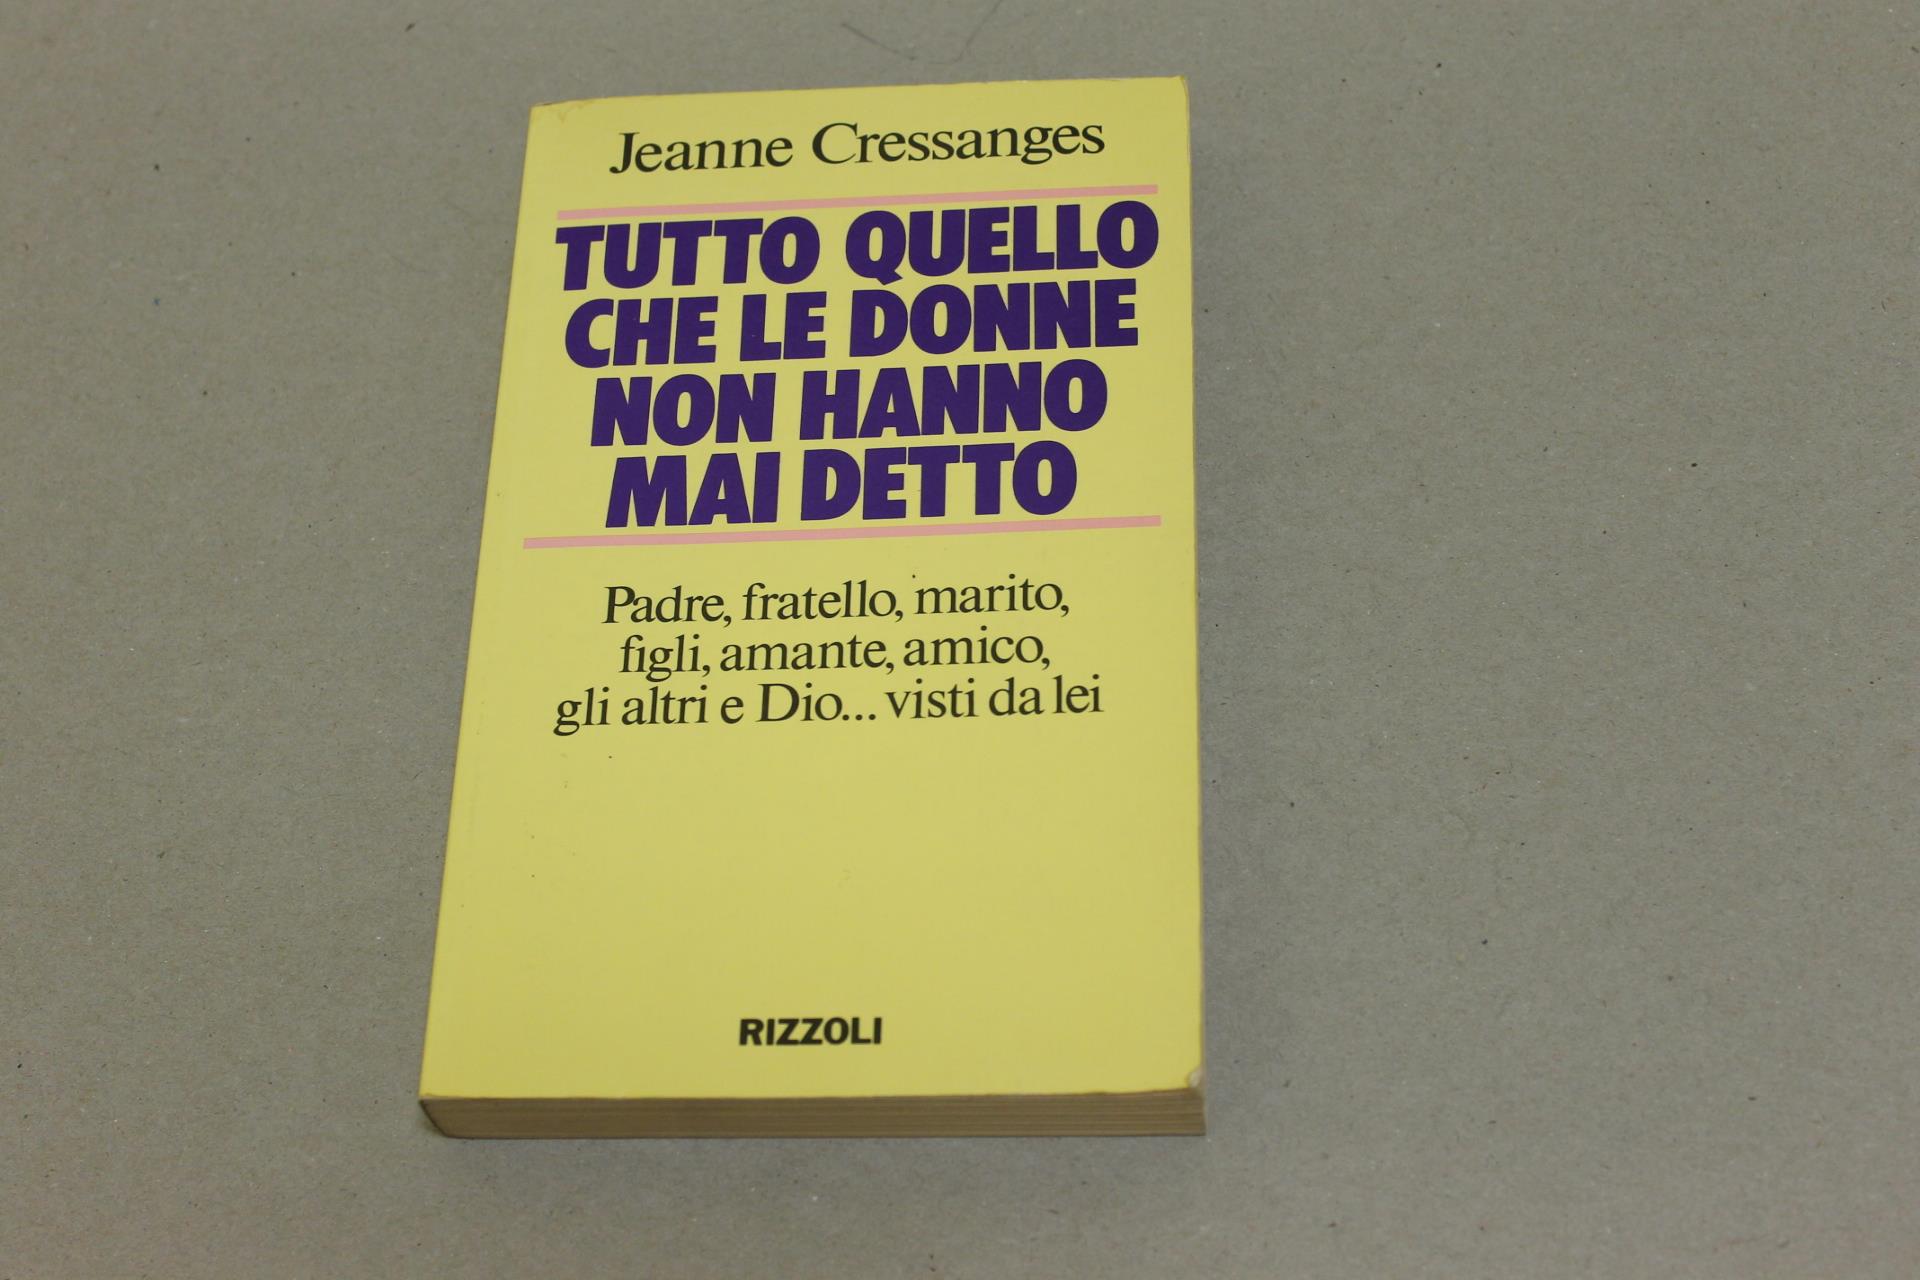 Jeanne Cressanges
TUTTO QUELLO
CHE LE DONNE
NON HANNO
MAI DETTO
Padre, fratello, marito,
figli, amante, amico,
gli altri e Dio... visti da lei
RIZZOLI